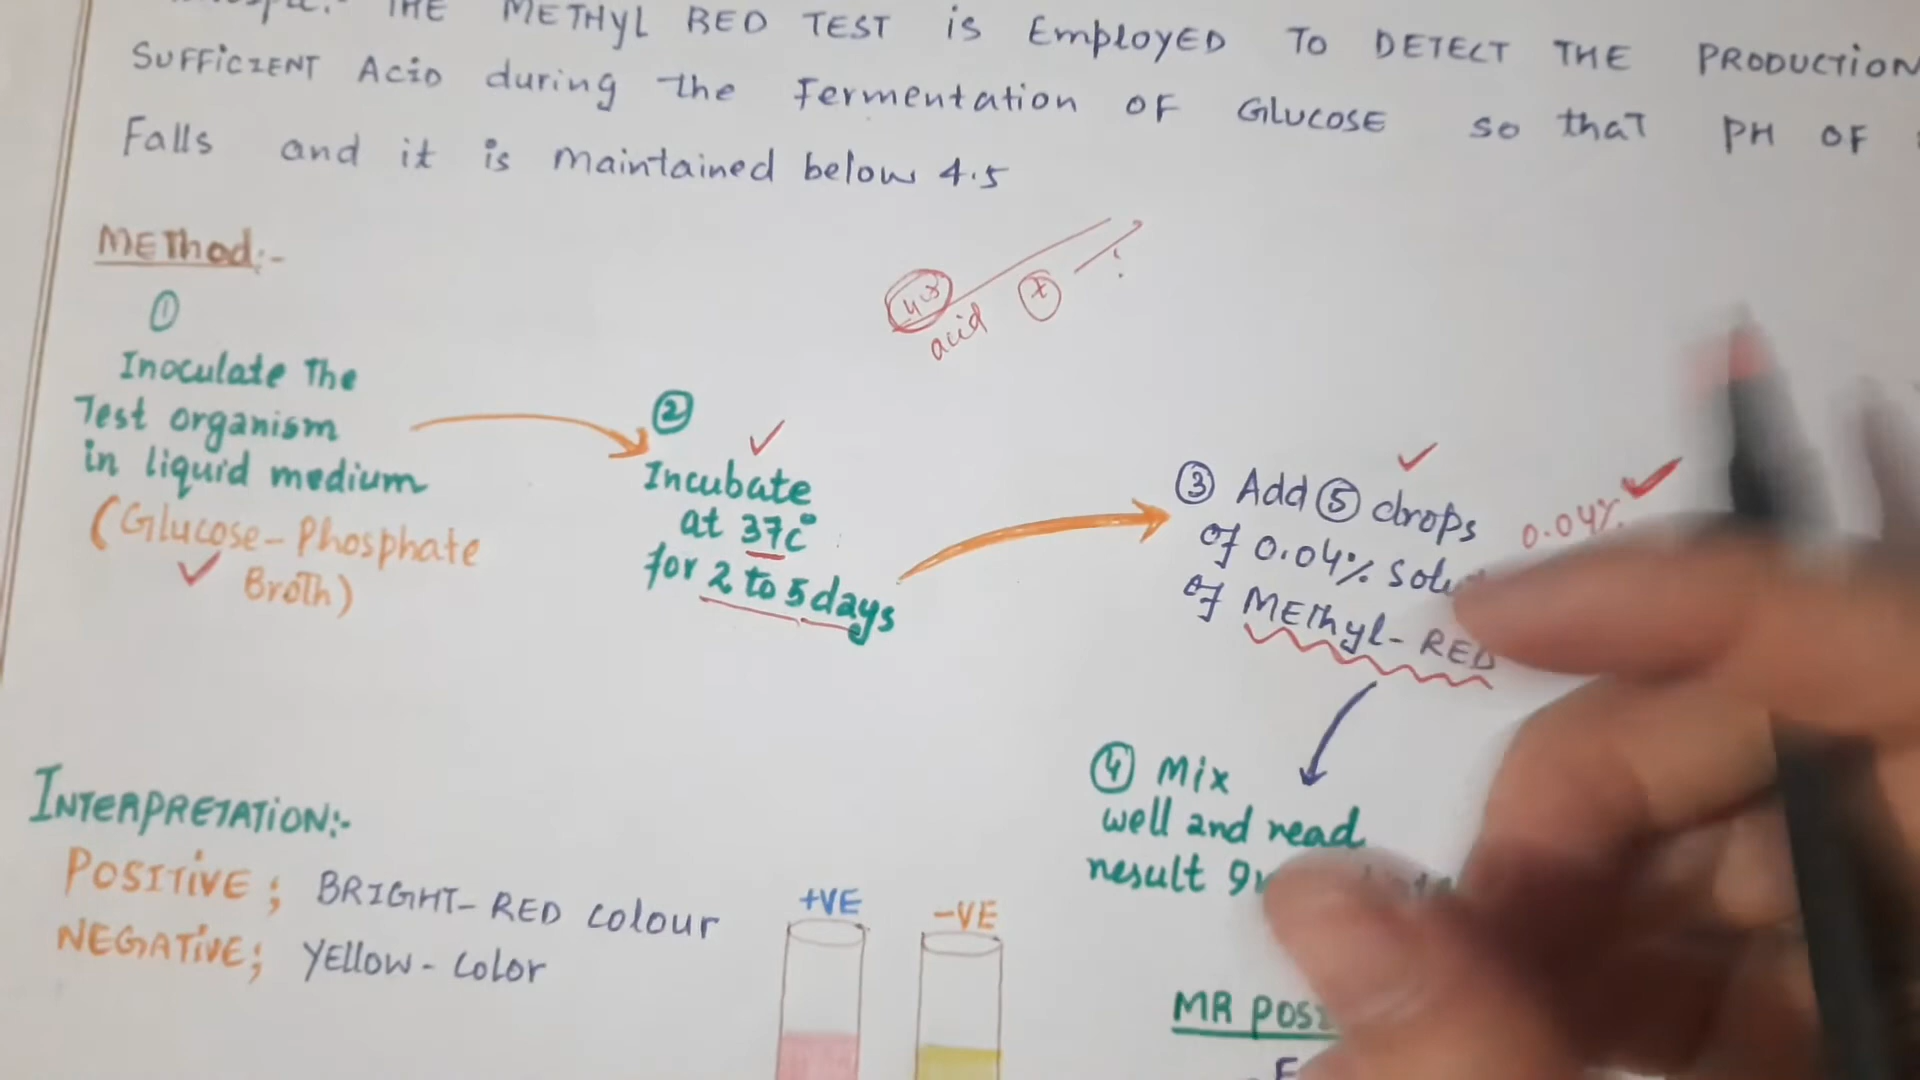 THE METHYL RED TEST is EmployED TO DETECT THE PRODUCTION
SUFFICIENT Acid during the Fermentation OF GLUCOSE so thaT PH OF
Falls and it is maintained below 4.5
METhod:-
acid
①
Inoculate The
Test organism
in liquid medium
(Glucose-Phosphate
Broth)
②
Incubate
at 37c°
for 2 to 5 days
③ Add ⑤ drops
of 0.04%
of METhyl-RED
0.04%
④ Mix
well and read
result
INTERPRETATION:-
POSITIVE; BRIGHT-RED colour
NEGATIVE; YEllow-color
+VE
-VE
MR